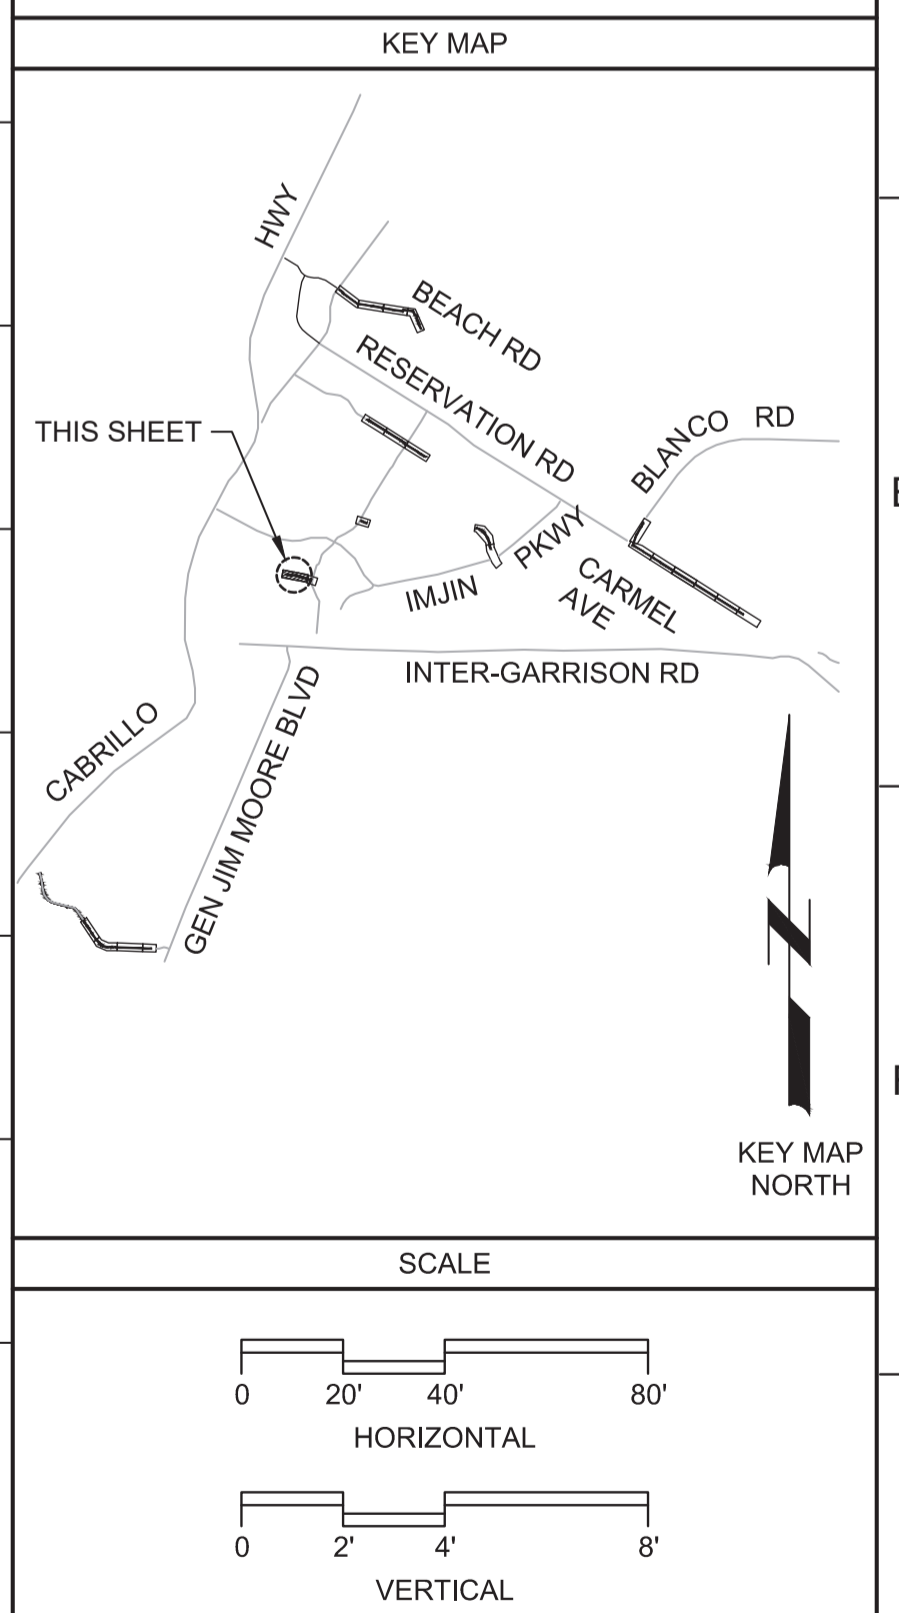 KEY MAP
HWY
BEACH RD
RESERVATION RD
THIS SHEET
BLANCO RD
IMJIN PKWY
CARMEL
AVE
INTER-GARRISON RD
CABRILLO
GEN JIM MOORE BLVD
N
KEY MAP
NORTH
SCALE
0 20' 40' 80'
HORIZONTAL
0 2' 4' 8'
VERTICAL